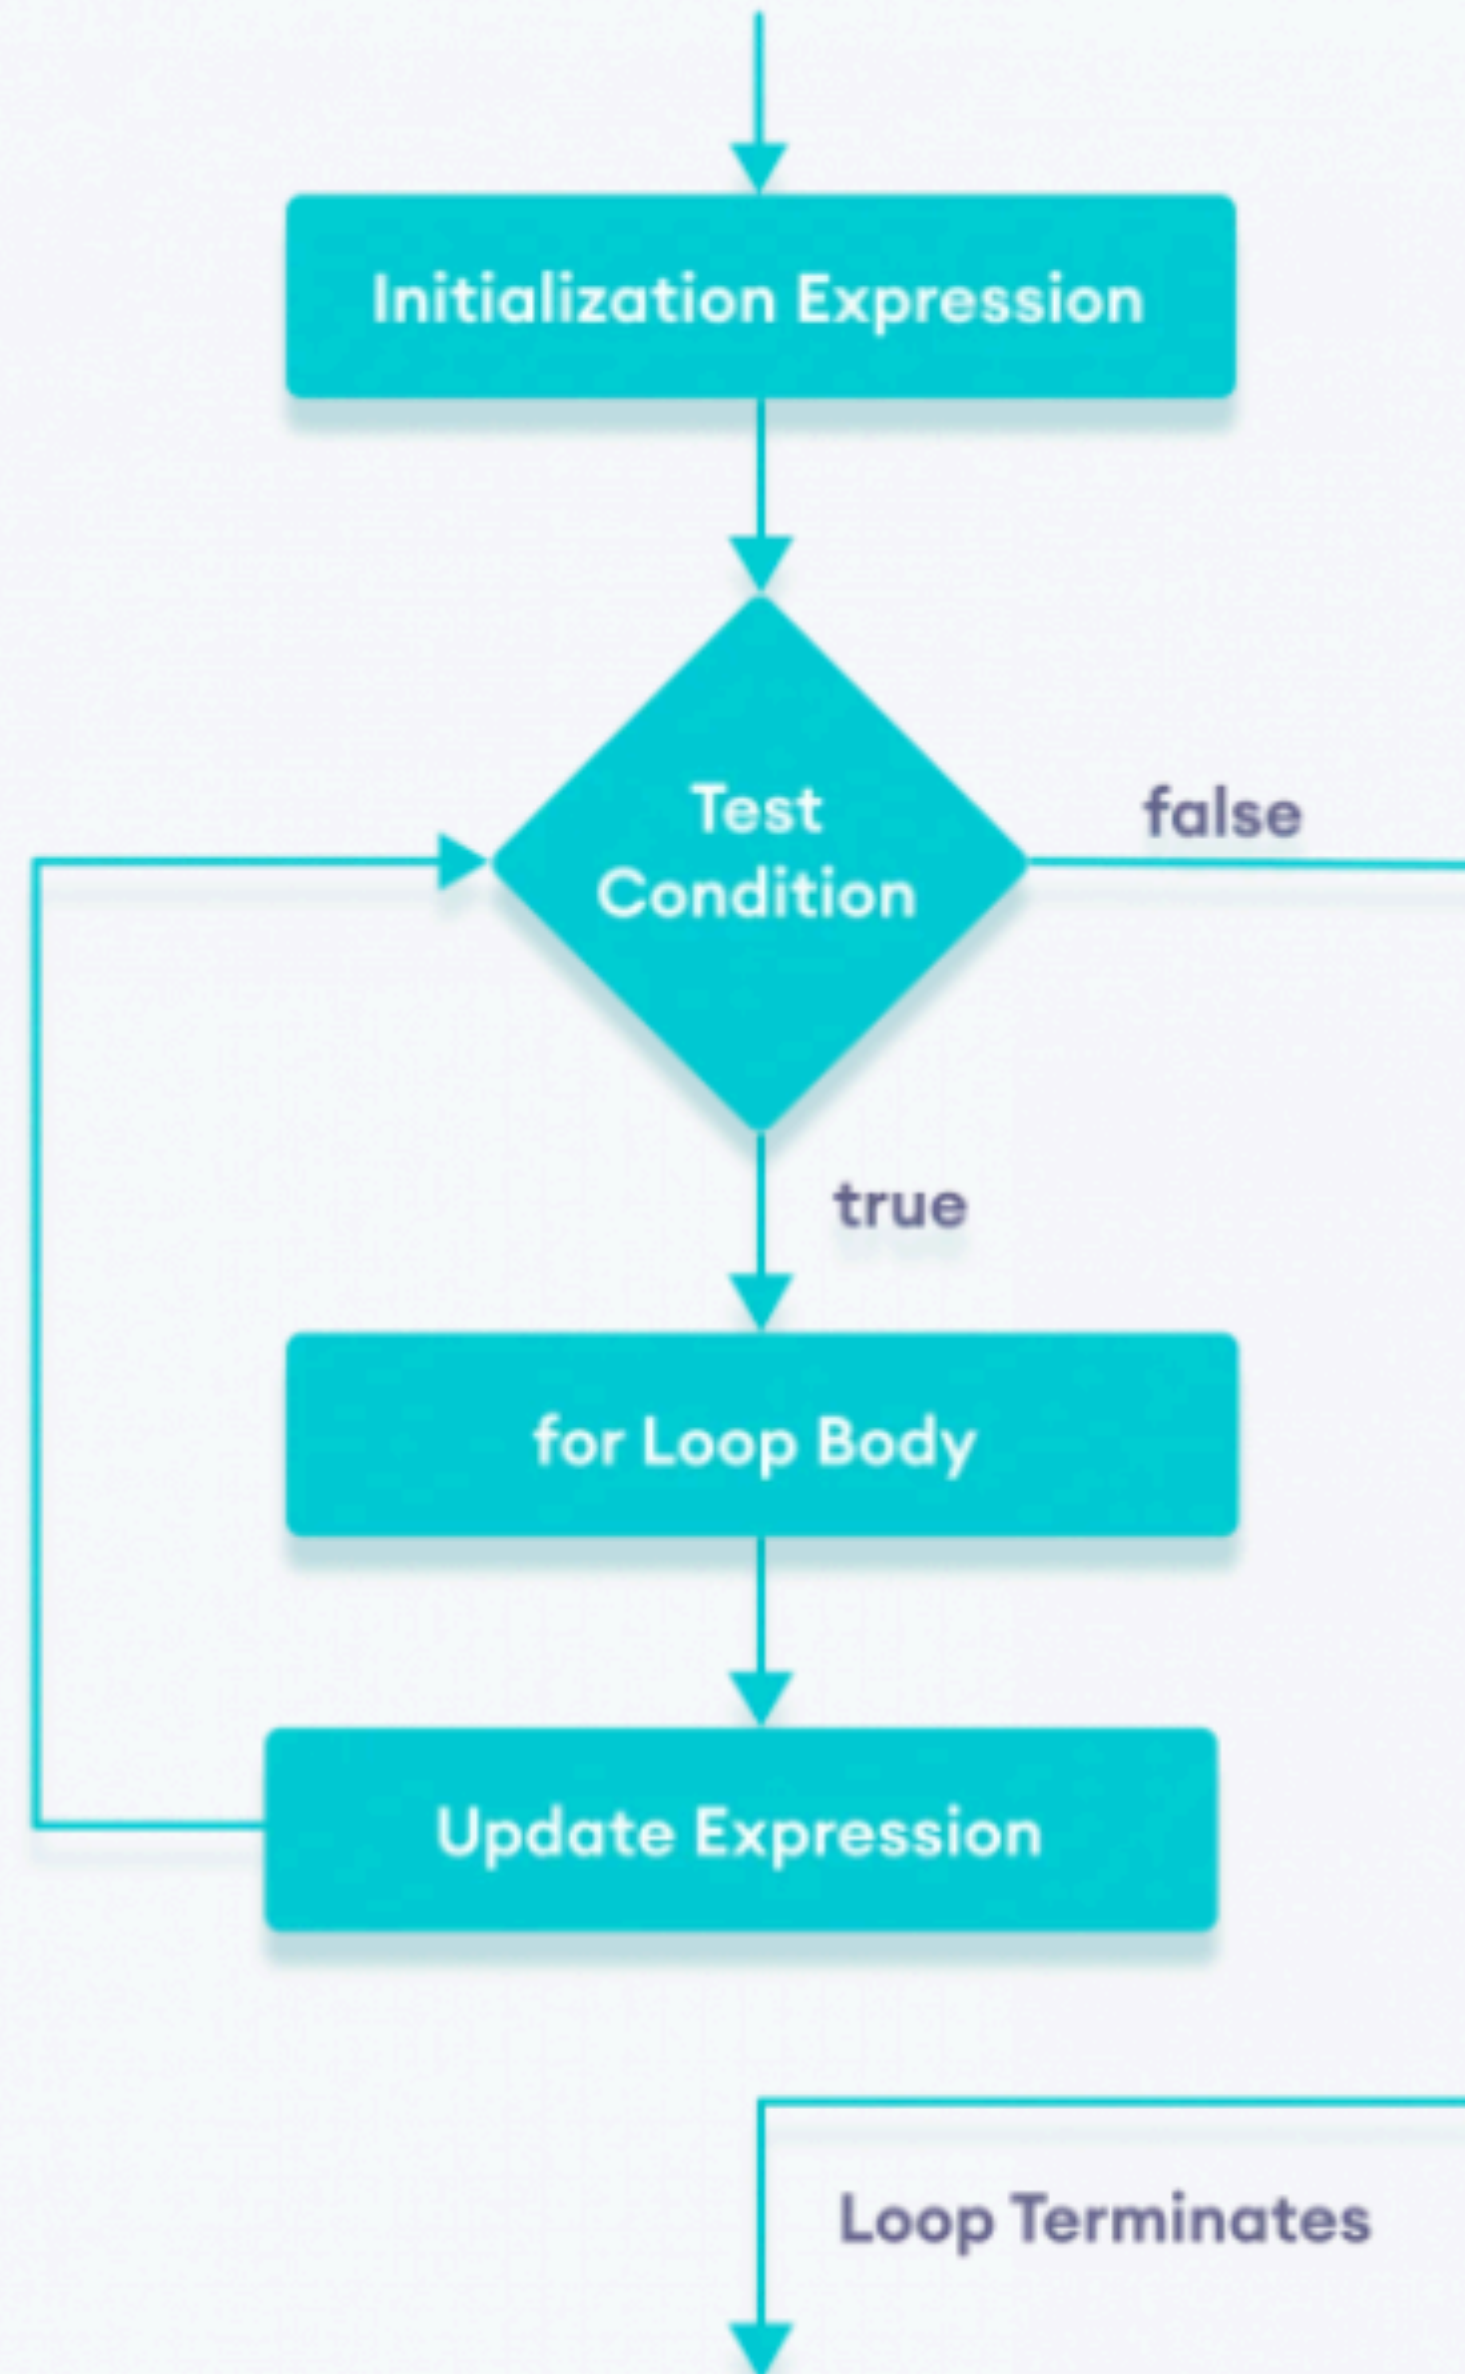 Initialization Expression
Test
Condition
false
true
for Loop Body
Update Expression
Loop Terminates